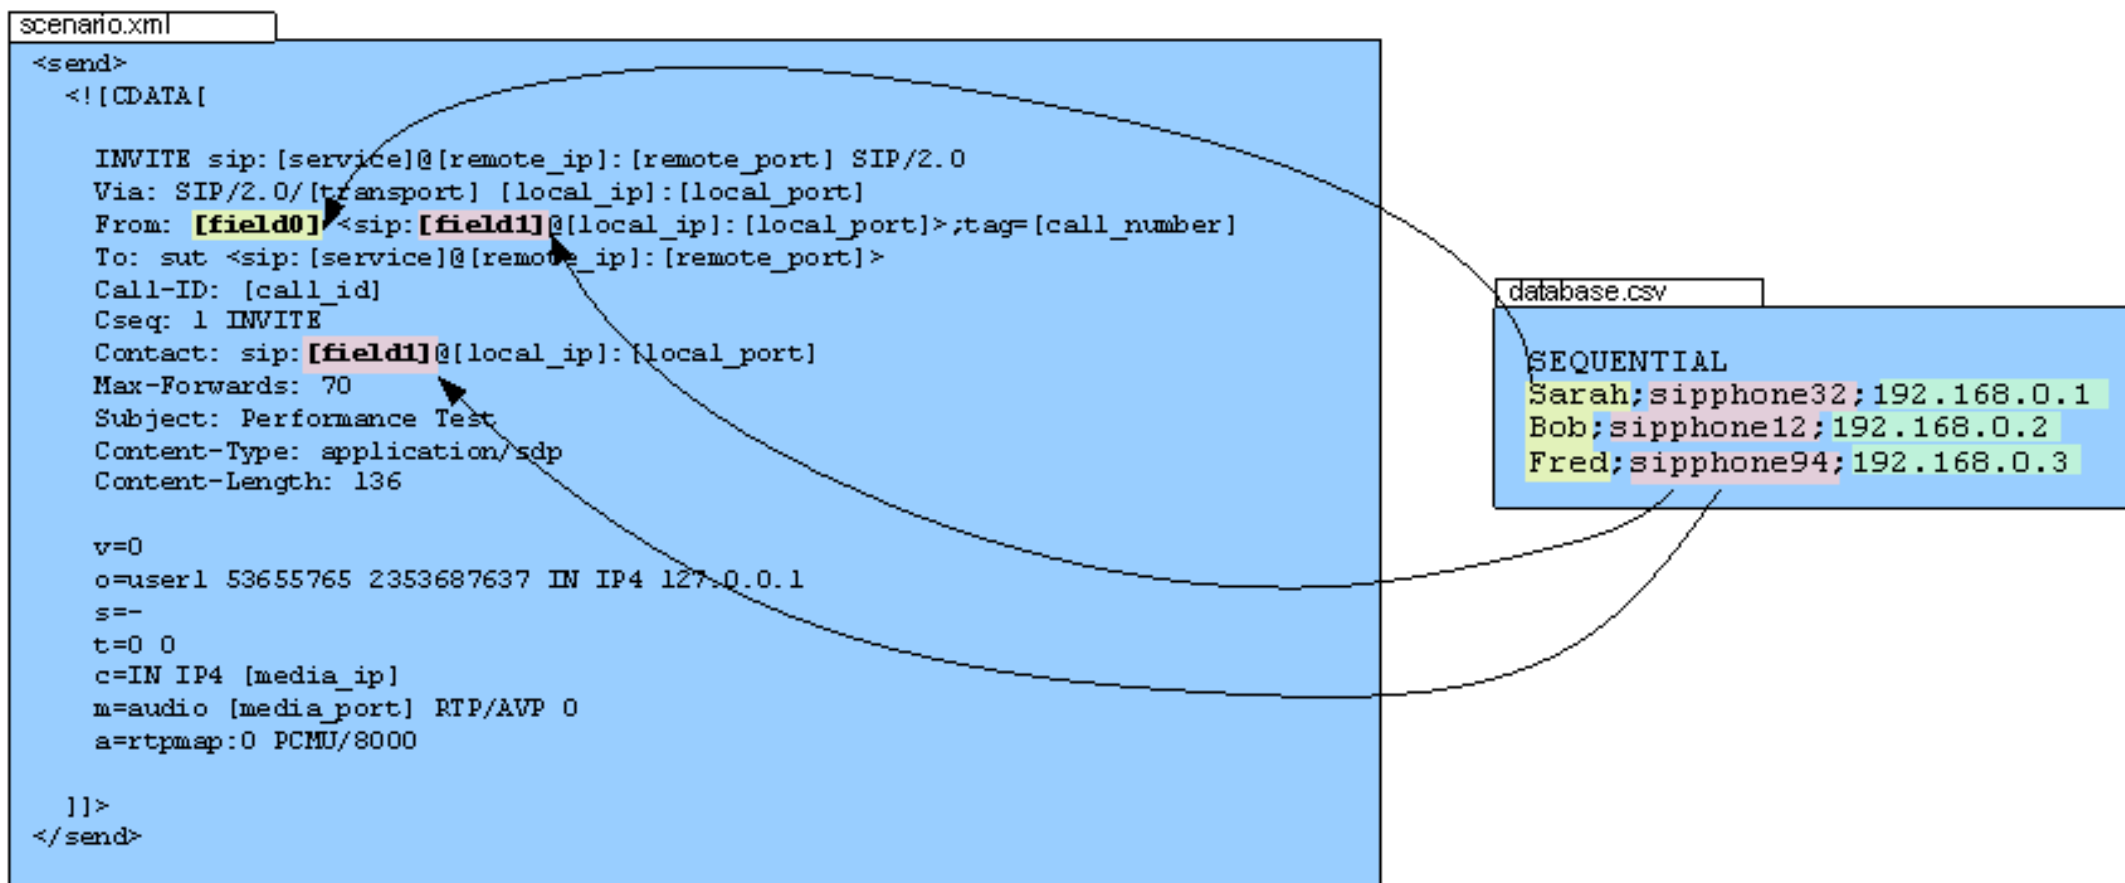 scenario.xml
<send>
<![CDATA[
INVITE sip:[service]@[remote_ip]:[remote_port] SIP/2.0
Via: SIP/2.0/[transport] [local_ip]:[local_port]
From: [field0] <sip:[field1]@[local_ip]:[local_port]>;tag=[call_number]
To: sut <sip:[service]@[remote_ip]:[remote_port]>
Call-ID: [call_id]
Cseq: 1 INVITE
Contact: sip:[field1]@[local_ip]:[local_port]
Max-Forwards: 70
Subject: Performance Test
Content-Type: application/sdp
Content-Length: 136
v=0
o=user1 53655765 2353687637 IN IP4 127.0.0.1
s=-
t=0 0
c=IN IP4 [media_ip]
m=audio [media_port] RTP/AVP 0
a=rtpmap:0 PCMU/8000
]]>
</send>
database.csv
SEQUENTIAL
Sarah;sipphone32;192.168.0.1
Bob;sipphone12;192.168.0.2
Fred;sipphone94;192.168.0.3